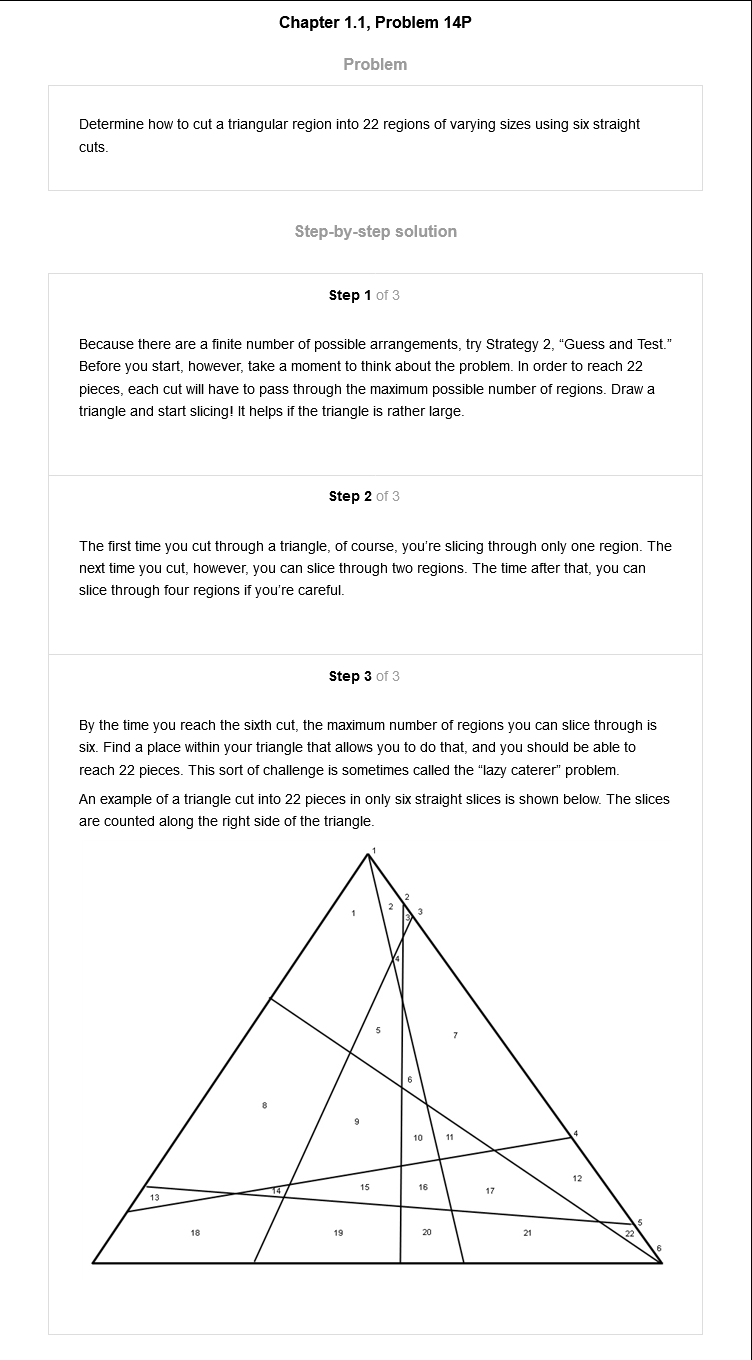 Chapter 1.1, Problem 14P
Problem
Determine how to cut a triangular region into 22 regions of varying sizes using six straight
cuts.
Step-by-step solution
Step 1 of 3
Because there are a finite number of possible arrangements, try Strategy 2, “Guess and Test.”
Before you start, however, take a moment to think about the problem. In order to reach 22
pieces, each cut will have to pass through the maximum possible number of regions. Draw a
triangle and start slicing! It helps if the triangle is rather large.
Step 2 of 3
The first time you cut through a triangle, of course, you’re slicing through only one region. The
next time you cut, however, you can slice through two regions. The time after that, you can
slice through four regions if you’re careful.
Step 3 of 3
By the time you reach the sixth cut, the maximum number of regions you can slice through is
six. Find a place within your triangle that allows you to do that, and you should be able to
reach 22 pieces. This sort of challenge is sometimes called the “lazy caterer” problem.
An example of a triangle cut into 22 pieces in only six straight slices is shown below. The slices
are counted along the right side of the triangle.
1
2
1 2 3 3
4
5 7
6
8
9
10 11 4
12
13 14 15 16 17
18 19 20 21 22 5
6